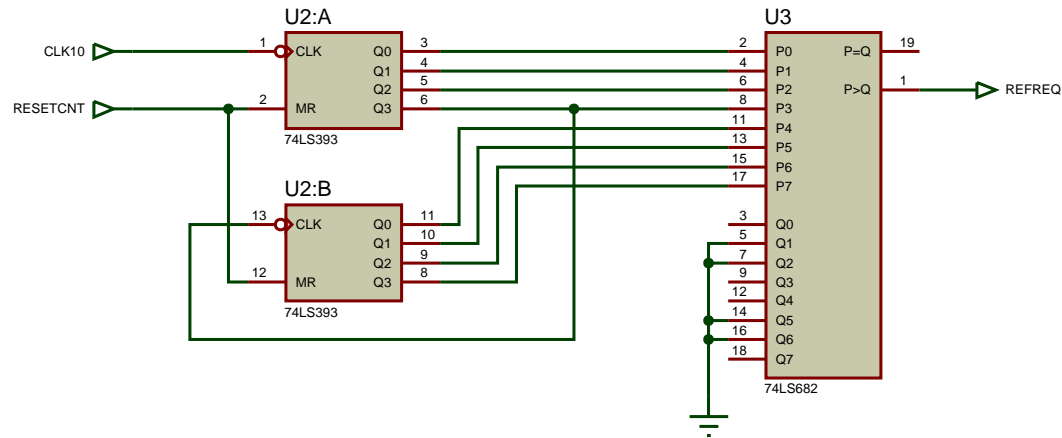 U2:A
U3
CLK10
1
CLK
Q0
3
2
P0
P=Q
19
Q1
4
4
P1
Q2
5
6
P2
P>Q
1
REFREQ
RESETCNT
2
MR
Q3
6
8
P3
74LS393
11
P4
13
P5
15
P6
17
P7
U2:B
13
CLK
Q0
11
3
Q0
Q1
10
5
Q1
Q2
9
7
Q2
12
MR
Q3
8
9
Q3
74LS393
12
Q4
14
Q5
16
Q6
18
Q7
74LS682